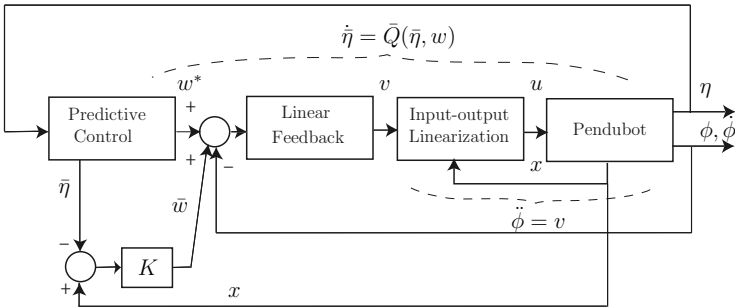 η̄̇ = Q̄(η̄, w)
w*
v
u
η
+
Predictive
Control
Linear
Feedback
Input-output
Linearization
Pendubot
ϕ, ϕ̇
+
−
x
η̄
w̄
ϕ̈ = v
−
K
+
x